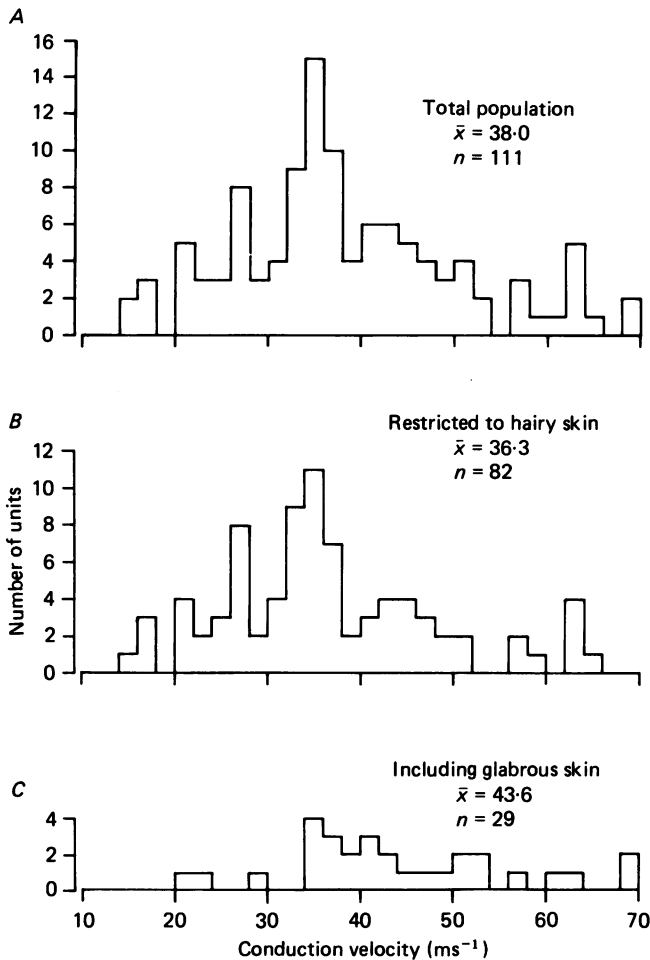 A
16
14
12
10
8
6
4
2
0
Total population
x̄ = 38·0
n = 111
B
Restricted to hairy skin
x̄ = 36·3
n = 82
Number of units
12
10
8
6
4
2
0
C
Including glabrous skin
x̄ = 43·6
n = 29
4
2
0
10 20 30 40 50 60 70
Conduction velocity (ms⁻¹)